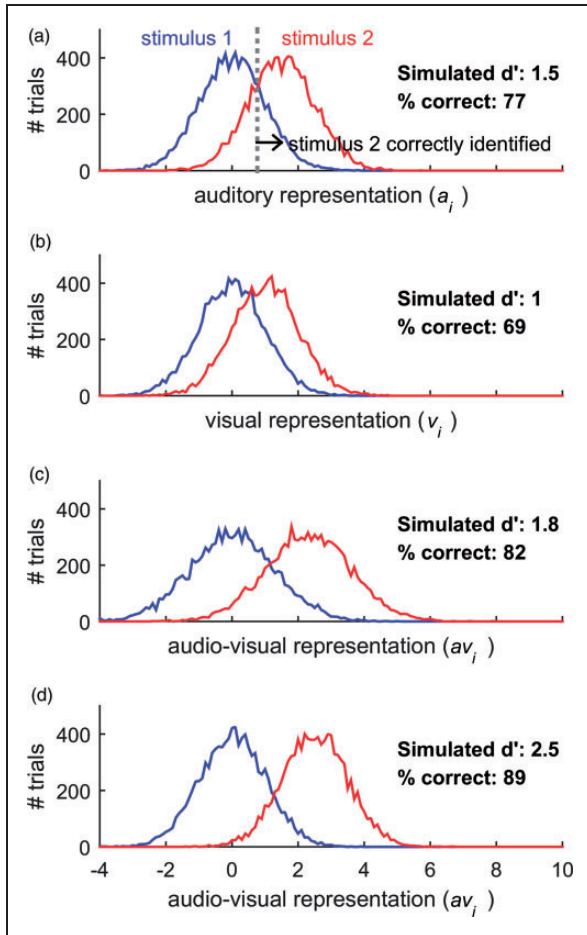 (a)
stimulus 1 stimulus 2
400
200
0
# trials
Simulated d': 1.5
% correct: 77
stimulus 2 correctly identified
auditory representation (a i )
(b)
400
200
0
# trials
Simulated d': 1
% correct: 69
visual representation (v i )
(c)
400
200
0
# trials
Simulated d': 1.8
% correct: 82
audio-visual representation (av i )
(d)
400
200
0
# trials
Simulated d': 2.5
% correct: 89
-4 -2 0 2 4 6 8 10
audio-visual representation (av i )